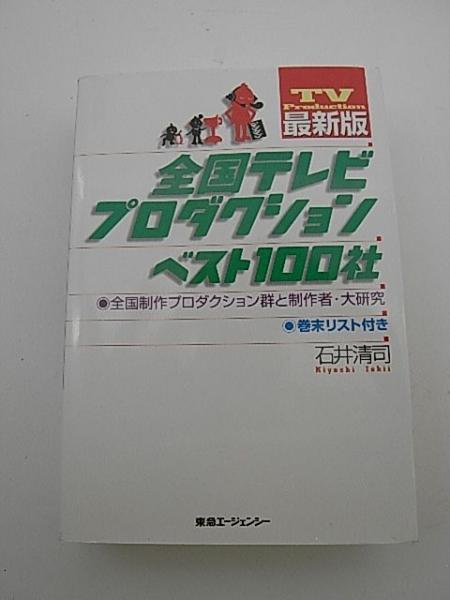 TV
Production
最新版
全国テレビ
プロダクション
ベスト100社
◉全国制作プロダクション群と制作者・大研究
◉巻末リスト付き
石井清司
Kiyoshi Ishii
東急エージェンシー